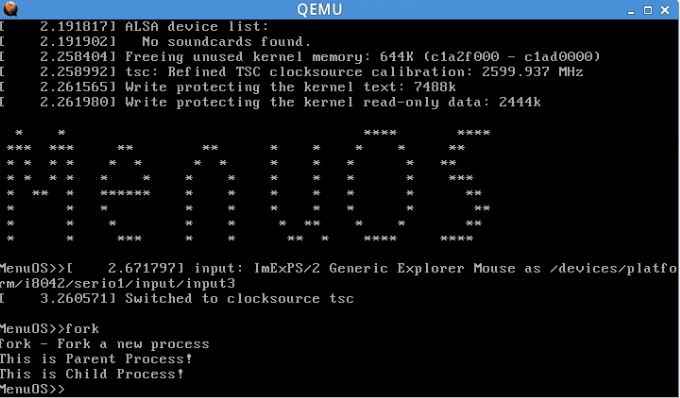 QEMU
[    2.191817] ALSA device list:
[    2.191902]   No soundcards found.
[    2.258404] Freeing unused kernel memory: 644K (c1a2f000 - c1ad0000)
[    2.258992] tsc: Refined TSC clocksource calibration: 2599.937 MHz
[    2.261565] Write protecting the kernel text: 7488k
[    2.261980] Write protecting the kernel read-only data: 2444k
MenuOS
MenuOS>>[    2.671797] input: ImExPS/2 Generic Explorer Mouse as /devices/platfo
rm/i8042/serio1/input/input3
[    3.260571] Switched to clocksource tsc
MenuOS>>fork
fork - Fork a new process
This is Parent Process!
This is Child Process!
MenuOS>>